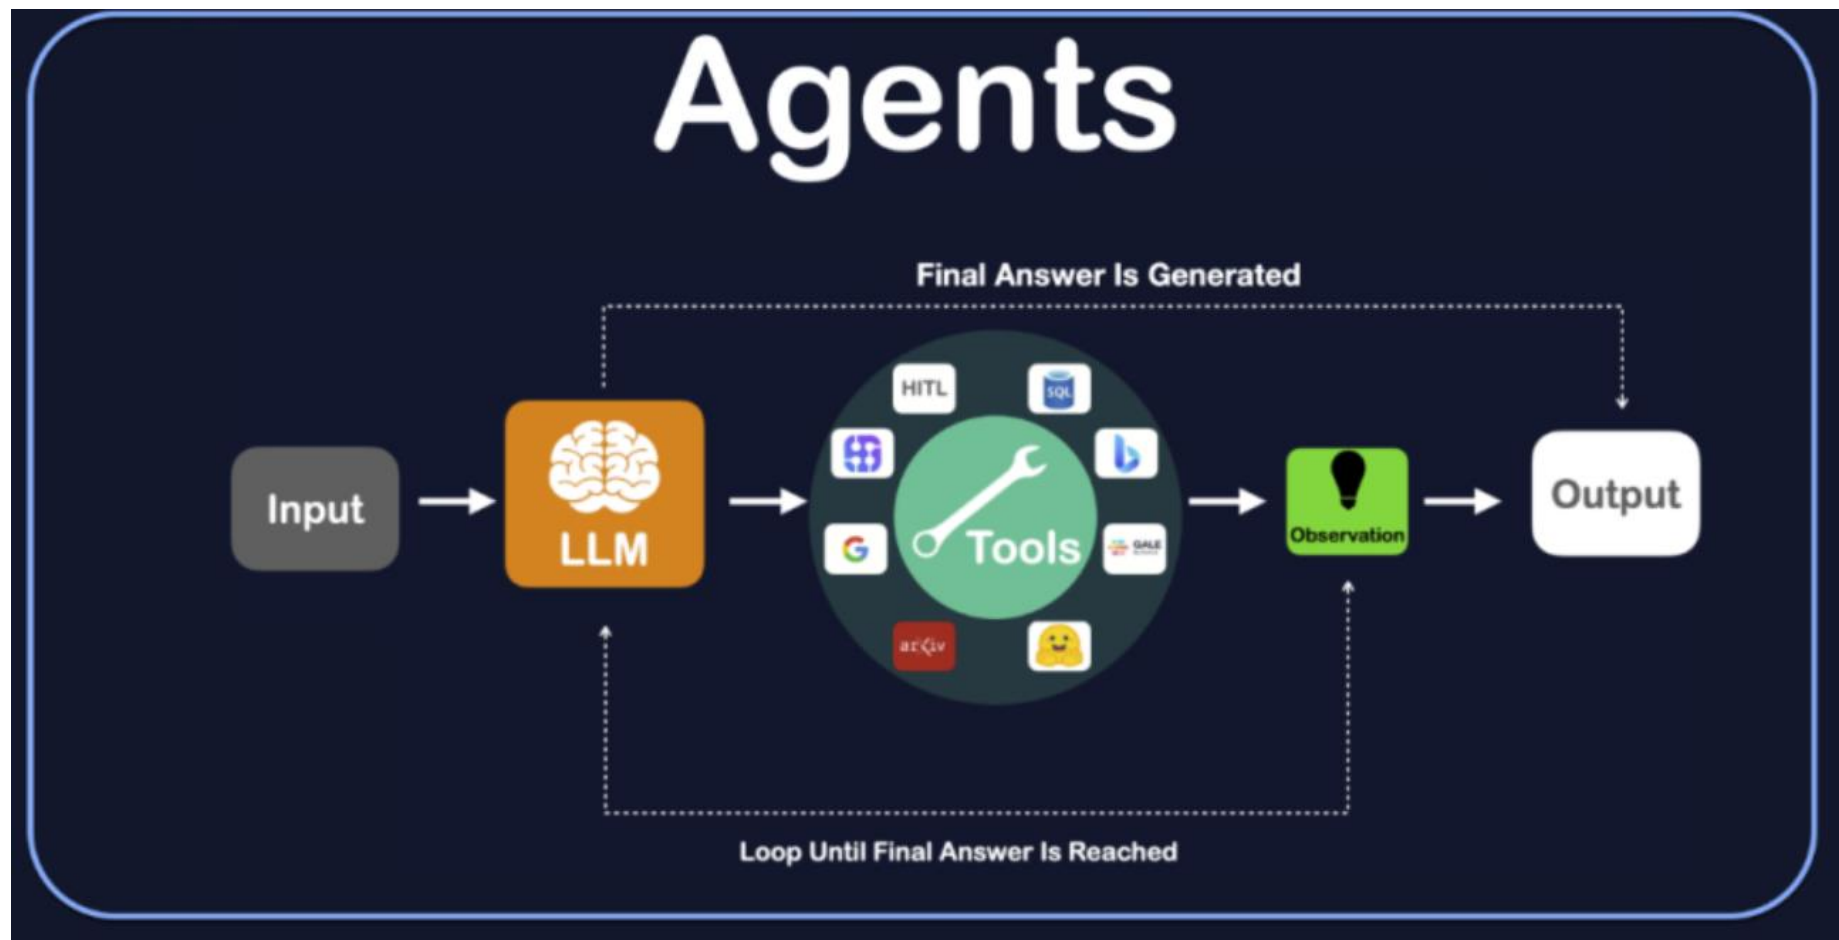 Agents
Final Answer Is Generated
HITL
SQL
Input
LLM
Tools
GALE
arXiv
Observation
Output
Loop Until Final Answer Is Reached